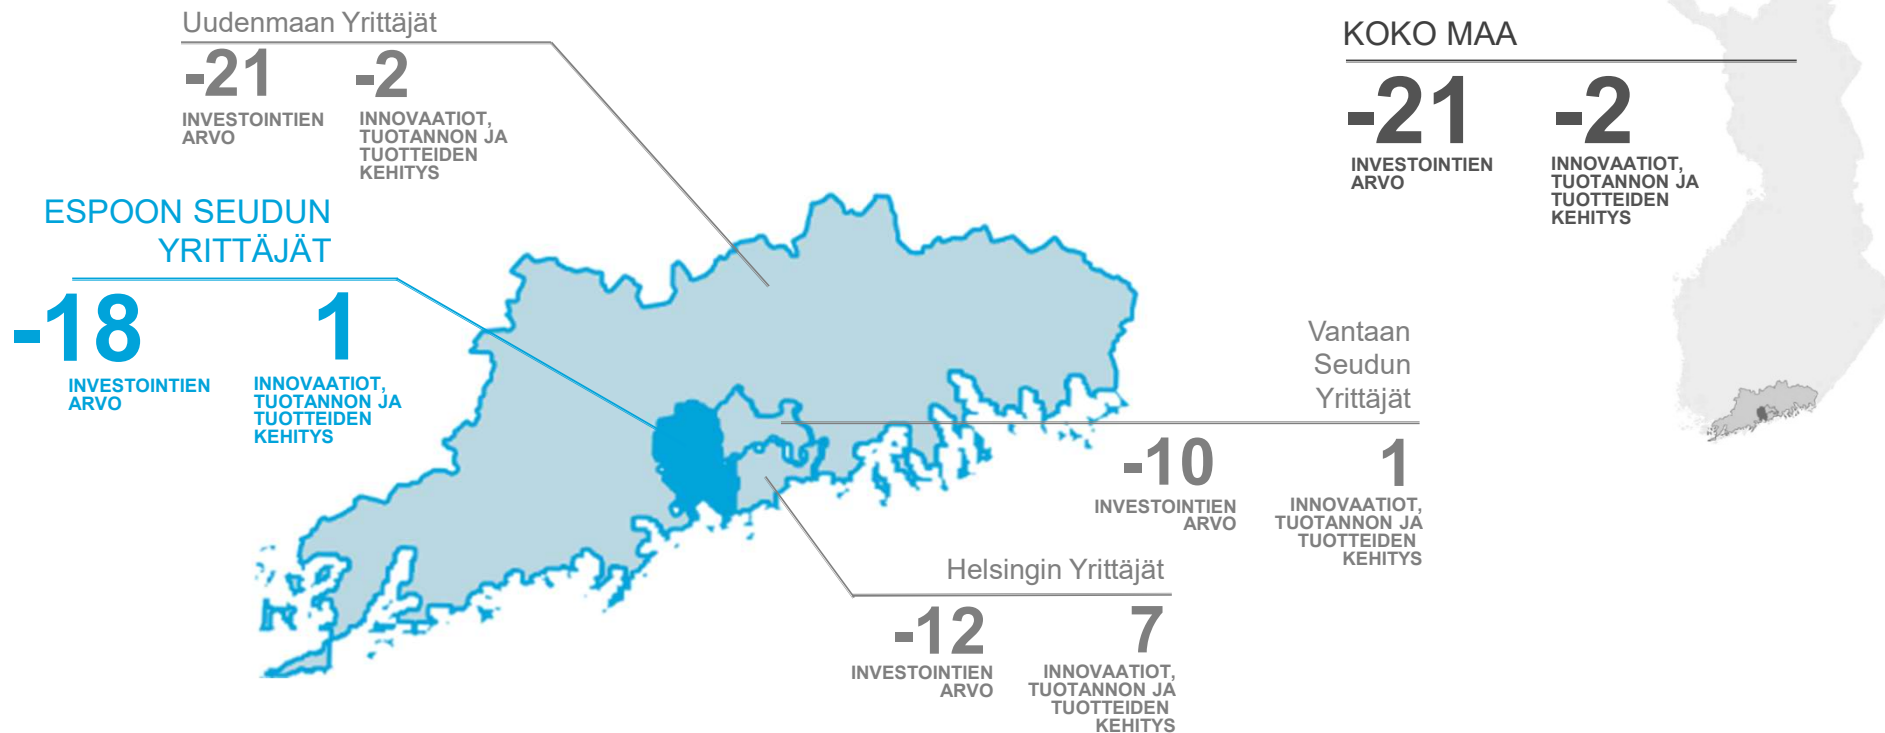 Uudenmaan Yrittäjät
-21
INVESTOINTIEN
ARVO
-2
INNOVAATIOT,
TUOTANNON JA
TUOTTEIDEN
KEHITYS
KOKO MAA
-21
INVESTOINTIEN
ARVO
-2
INNOVAATIOT,
TUOTANNON JA
TUOTTEIDEN
KEHITYS
ESPOON SEUDUN
YRITTÄJÄT
-18
INVESTOINTIEN
ARVO
1
INNOVAATIOT,
TUOTANNON JA
TUOTTEIDEN
KEHITYS
Vantaan
Seudun
Yrittäjät
-10
INVESTOINTIEN
ARVO
1
INNOVAATIOT,
TUOTANNON JA
TUOTTEIDEN
KEHITYS
Helsingin Yrittäjät
-12
INVESTOINTIEN
ARVO
7
INNOVAATIOT,
TUOTANNON JA
TUOTTEIDEN
KEHITYS